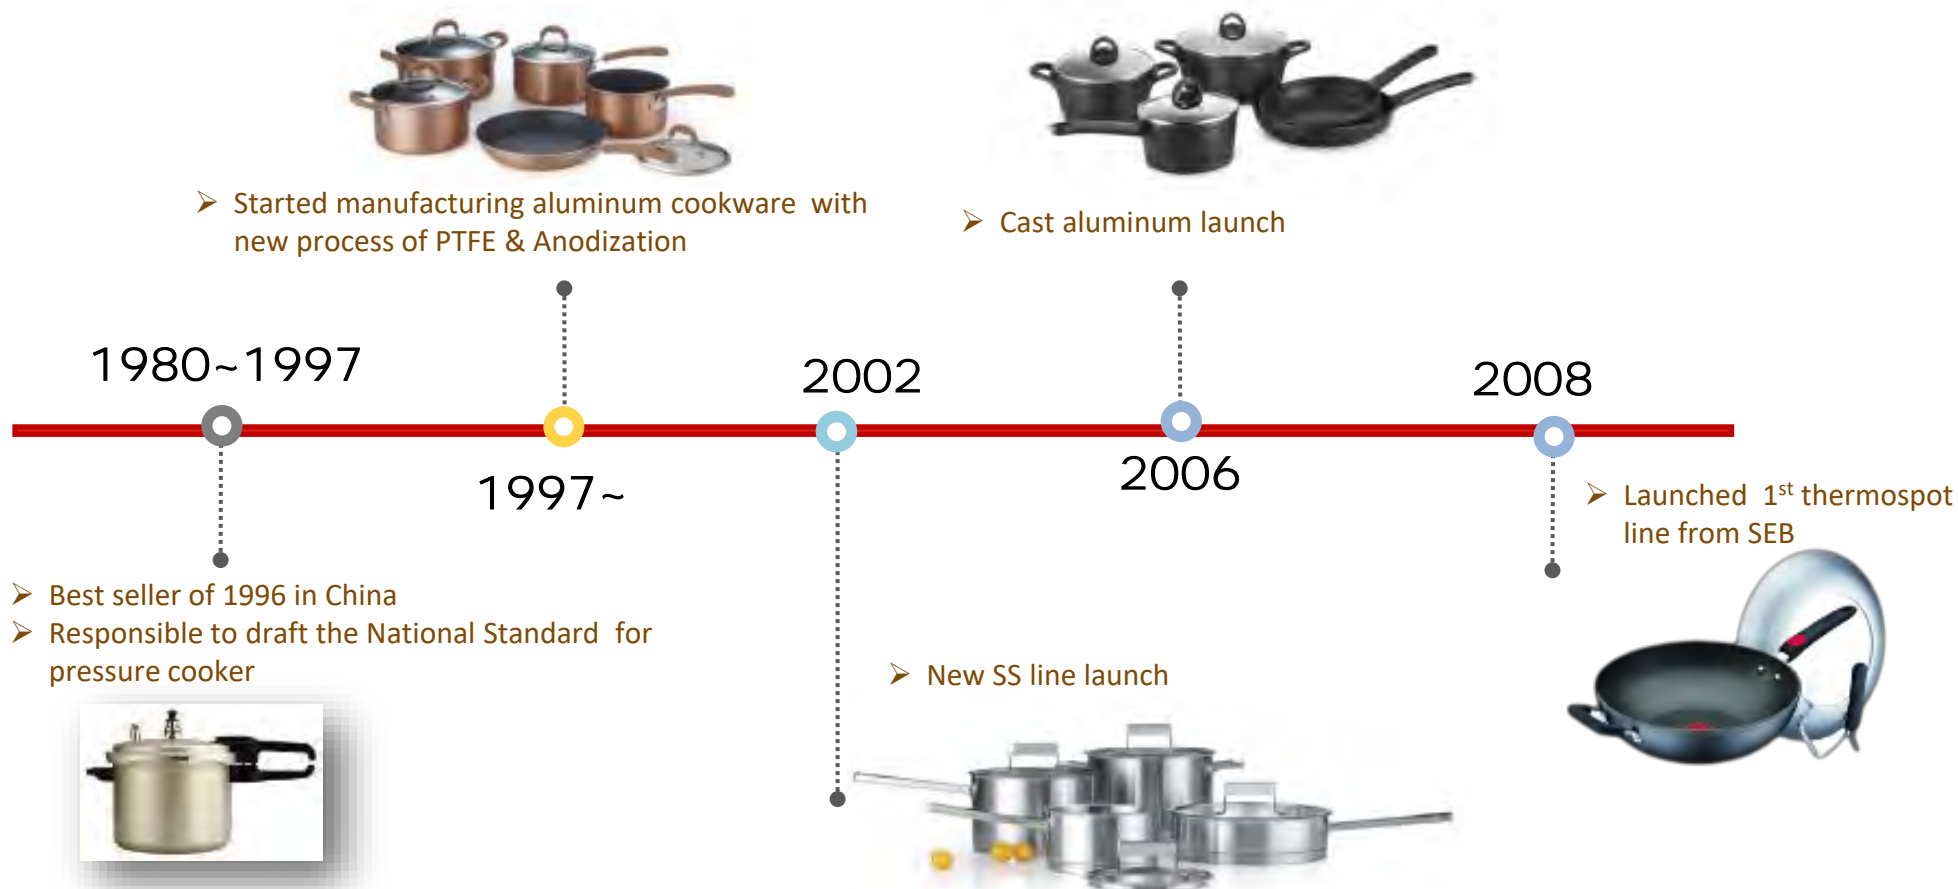 ➢ Started manufacturing aluminum cookware with
new process of PTFE & Anodization
➢ Cast aluminum launch
1980~1997
2002
2008
1997~
2006
➢ Launched 1st thermospot
line from SEB
➢ Best seller of 1996 in China
➢ Responsible to draft the National Standard for
pressure cooker
➢ New SS line launch